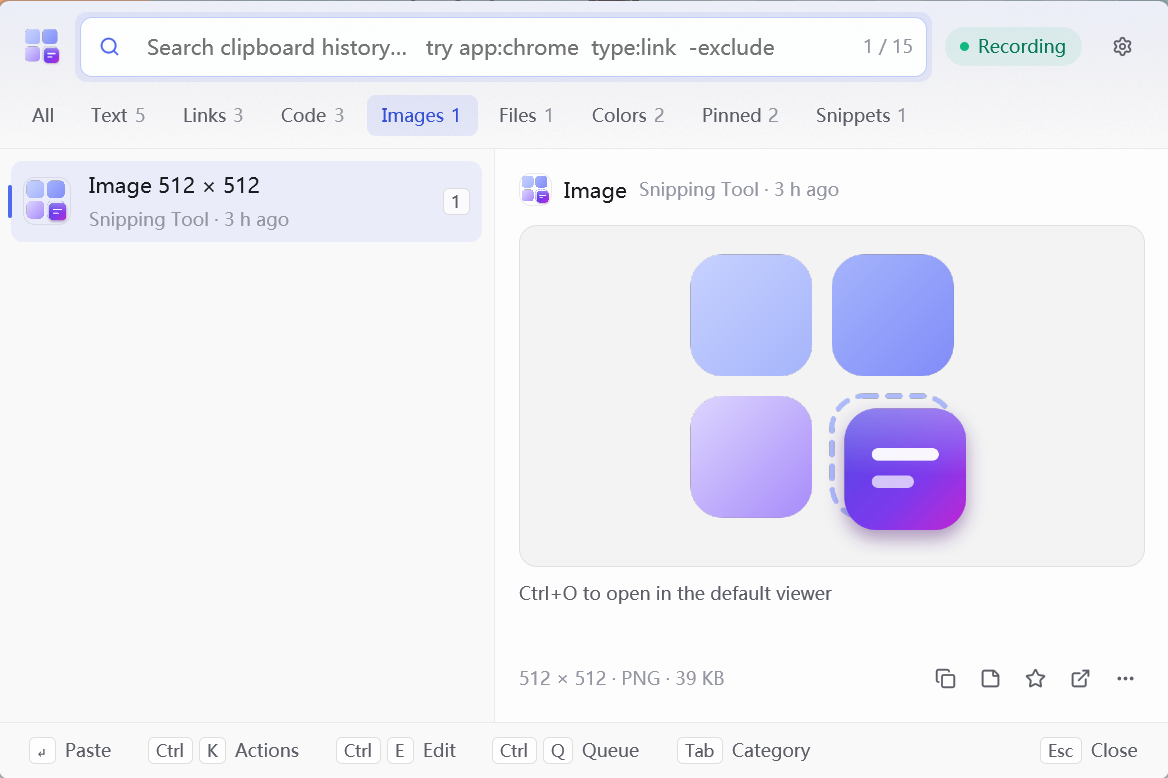 Search clipboard history... try app:chrome type:link -exclude 1 / 15 Recording
All Text 5 Links 3 Code 3 Images 1 Files 1 Colors 2 Pinned 2 Snippets 1
Image 512 × 512
Snipping Tool · 3 h ago
1
Image Snipping Tool · 3 h ago
Ctrl+O to open in the default viewer
512 × 512 · PNG · 39 KB
↵ Paste Ctrl K Actions Ctrl E Edit Ctrl Q Queue Tab Category Esc Close